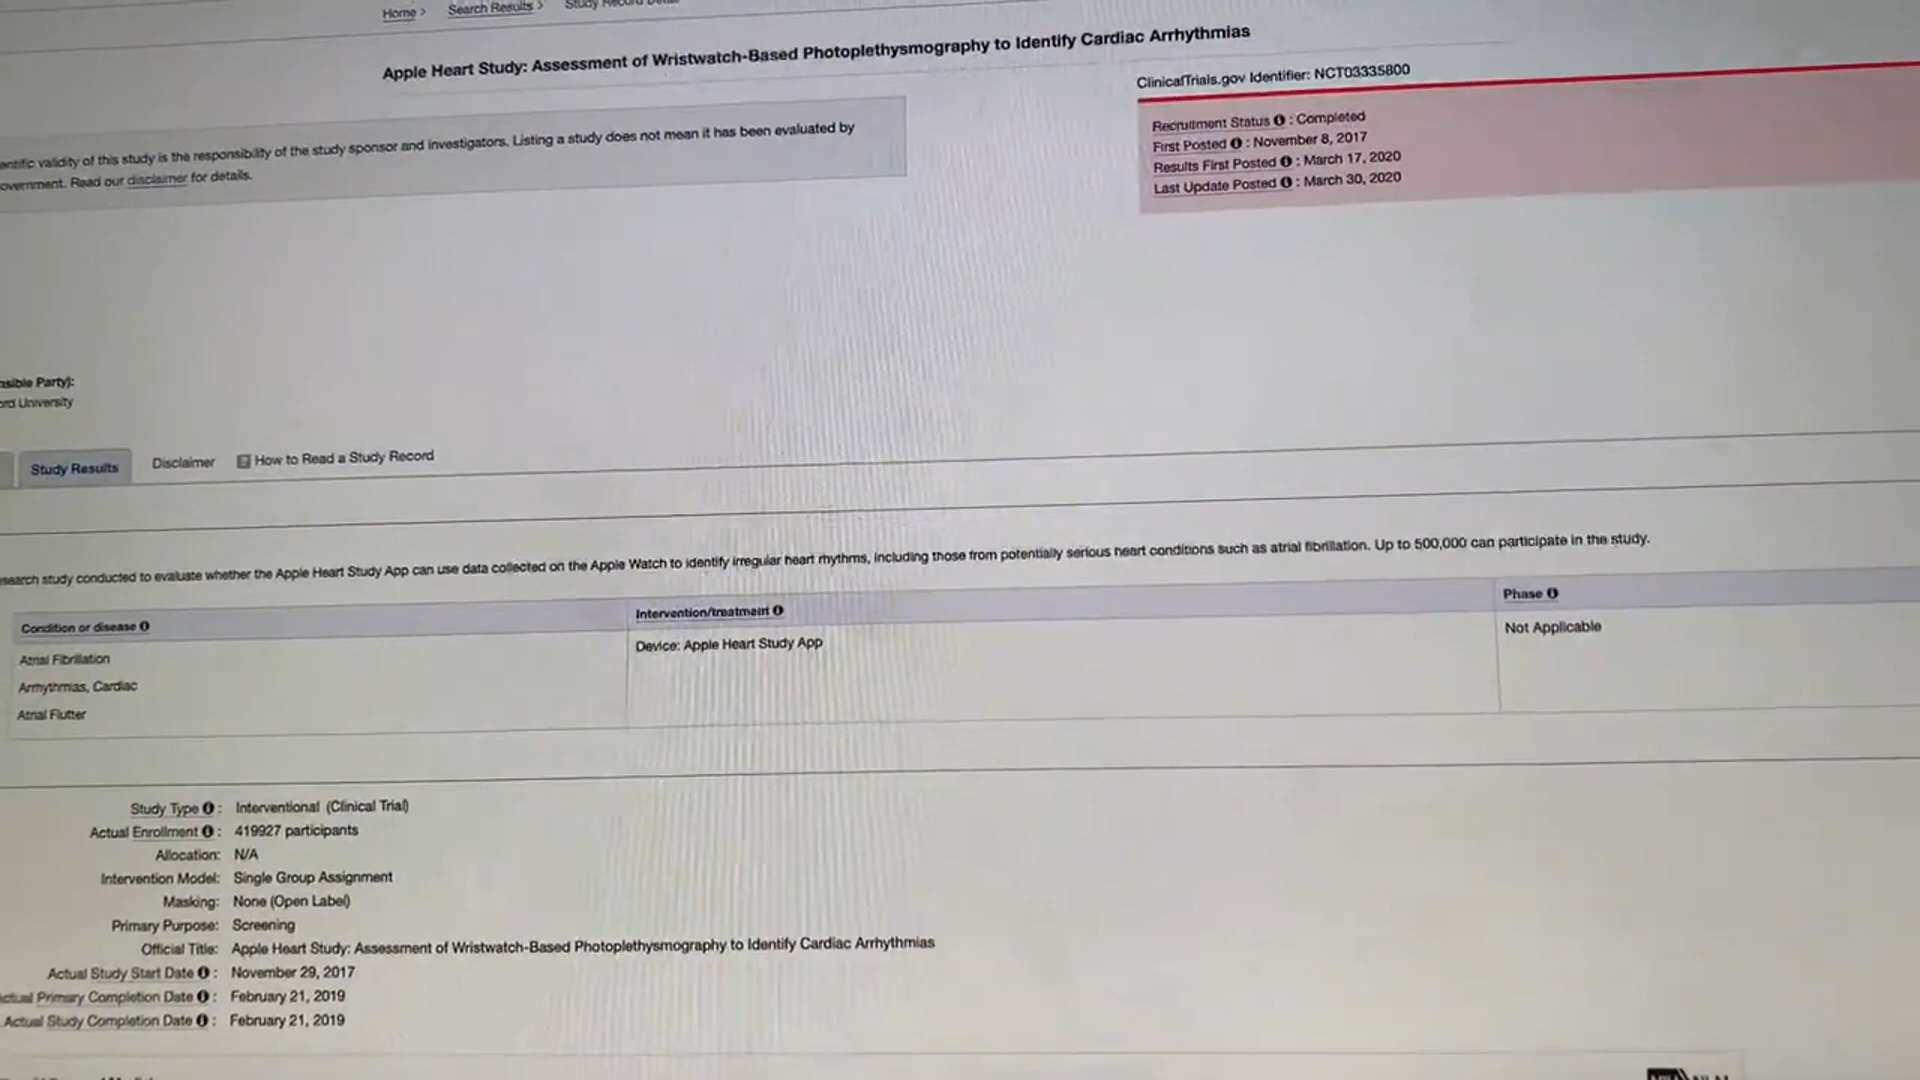 Home > Search Results > Study Record Detail
Apple Heart Study: Assessment of Wristwatch-Based Photoplethysmography to Identify Cardiac Arrhythmias
ClinicalTrials.gov Identifier: NCT03335800
Recruitment Status : Completed
First Posted : November 8, 2017
Results First Posted : March 17, 2020
Last Update Posted : March 30, 2020
validity of this study is the responsibility of the study sponsor and investigators. Listing a study does not mean it has been evaluated by
Read our disclaimer for details.
Party):
University
Study Results
Disclaimer
How to Read a Study Record
study conducted to evaluate whether the Apple Heart Study App can use data collected on the Apple Watch to identify irregular heart rhythms, including those from potentially serious heart conditions such as atrial fibrillation. Up to 500,000 can participate in the study.
Condition or disease
Intervention/treatment
Phase
Atrial Fibrillation
Arrhythmias, Cardiac
Atrial Flutter
Device: Apple Heart Study App
Not Applicable
Study Type : Interventional (Clinical Trial)
Actual Enrollment : 419927 participants
Allocation: N/A
Intervention Model: Single Group Assignment
Masking: None (Open Label)
Primary Purpose: Screening
Official Title: Apple Heart Study: Assessment of Wristwatch-Based Photoplethysmography to Identify Cardiac Arrhythmias
Actual Study Start Date : November 29, 2017
Primary Completion Date : February 21, 2019
Actual Study Completion Date : February 21, 2019